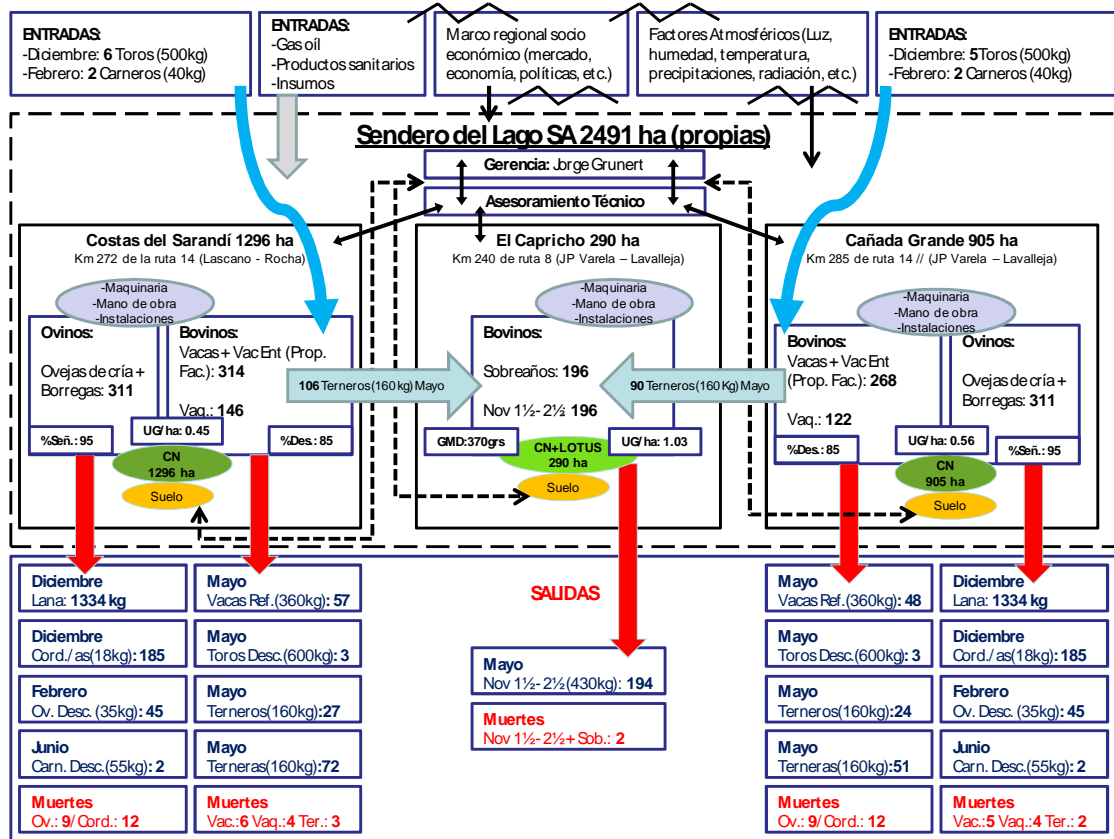 ENTRADAS:
-Diciembre: 6 Toros (500kg)
-Febrero: 2 Carneros (40kg)
ENTRADAS:
-Gas oíl
-Productos sanitarios
-Insumos
Marco regional socio
económico (mercado,
economía, políticas, etc.)
Factores Atmosféricos (Luz,
humedad, temperatura,
precipitaciones, radiación, etc.)
ENTRADAS:
-Diciembre: 5 Toros (500kg)
-Febrero: 2 Carneros (40kg)
Sendero del Lago SA 2491 ha (propias)
Gerencia: Jorge Grunert
Asesoramiento Técnico
Costas del Sarandí 1296 ha
Km 272 de la ruta 14 (Lascano - Rocha)
-Maquinaria
-Mano de obra
-Instalaciones
Ovinos:
Ovejas de cría +
Borregas: 311
Bovinos:
Vacas + Vac Ent (Prop.
Fac.): 314
Vaq.: 146
%Señ.: 95
UG/ ha: 0.45
%Des.: 85
CN
1296 ha
Suelo
106 Terneros (160 kg) Mayo
El Capricho 290 ha
Km 240 de ruta 8 (JP Varela – Lavalleja)
-Maquinaria
-Mano de obra
-Instalaciones
Bovinos:
Sobreaños: 196
Nov 1½- 2½ 196
GMD:370grs
UG/ ha: 1.03
CN+LOTUS
290 ha
Suelo
90 Terneros (160 Kg) Mayo
Cañada Grande 905 ha
Km 285 de ruta 14 // (JP Varela – Lavalleja)
-Maquinaria
-Mano de obra
-Instalaciones
Bovinos:
Vacas + Vac Ent
(Prop. Fac.): 268
Vaq.: 122
Ovinos:
Ovejas de cría +
Borregas: 311
%Des.: 85
UG/ ha: 0.56
%Señ.: 95
CN
905 ha
Suelo
SALIDAS
Diciembre
Lana: 1334 kg
Diciembre
Cord./ as(18kg): 185
Febrero
Ov. Desc. (35kg): 45
Junio
Carn. Desc.(55kg): 2
Muertes
Ov.: 9/ Cord.: 12
Mayo
Vacas Ref.(360kg): 57
Mayo
Toros Desc.(600kg): 3
Mayo
Terneros(160kg): 27
Mayo
Terneras(160kg): 72
Muertes
Vac.:6 Vaq.:4 Ter.: 3
Mayo
Nov 1½- 2½ (430kg): 194
Muertes
Nov 1½- 2½ + Sob.: 2
Mayo
Vacas Ref.(360kg): 48
Mayo
Toros Desc.(600kg): 3
Mayo
Terneros(160kg): 24
Mayo
Terneras(160kg):51
Muertes
Ov.: 9/ Cord.: 12
Diciembre
Lana: 1334 kg
Diciembre
Cord./ as(18kg): 185
Febrero
Ov. Desc. (35kg): 45
Junio
Carn. Desc.(55kg): 2
Muertes
Vac.:5 Vaq.:4 Ter.: 2